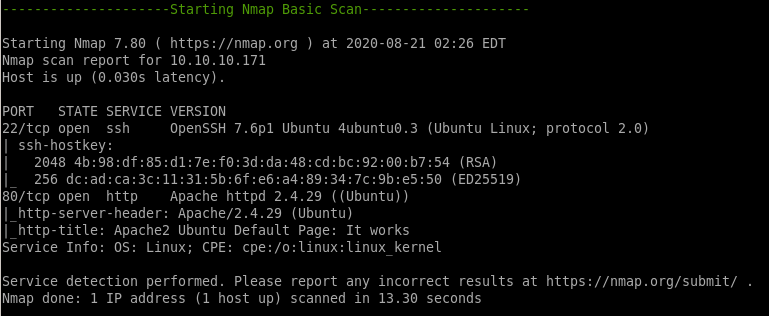 ---------------------Starting Nmap Basic Scan---------------------
Starting Nmap 7.80 ( https://nmap.org ) at 2020-08-21 02:26 EDT
Nmap scan report for 10.10.10.171
Host is up (0.030s latency).
PORT   STATE SERVICE VERSION
22/tcp open  ssh     OpenSSH 7.6p1 Ubuntu 4ubuntu0.3 (Ubuntu Linux; protocol 2.0)
| ssh-hostkey:
|   2048 4b:98:df:85:d1:7e:f0:3d:da:48:cd:bc:92:00:b7:54 (RSA)
|_  256 dc:ad:ca:3c:11:31:5b:6f:e6:a4:89:34:7c:9b:e5:50 (ED25519)
80/tcp open  http    Apache httpd 2.4.29 ((Ubuntu))
|_http-server-header: Apache/2.4.29 (Ubuntu)
|_http-title: Apache2 Ubuntu Default Page: It works
Service Info: OS: Linux; CPE: cpe:/o:linux:linux_kernel
Service detection performed. Please report any incorrect results at https://nmap.org/submit/ .
Nmap done: 1 IP address (1 host up) scanned in 13.30 seconds